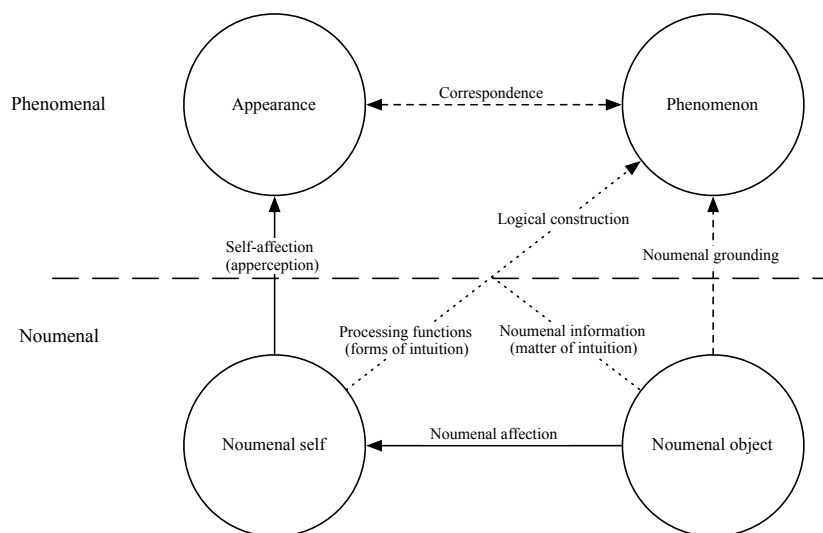 Phenomenal
Appearance
Correspondence
Phenomenon
Logical construction
Self-affection
(apperception)
Noumenal grounding
Noumenal
Processing functions
(forms of intuition)
Noumenal information
(matter of intuition)
Noumenal self
Noumenal affection
Noumenal object